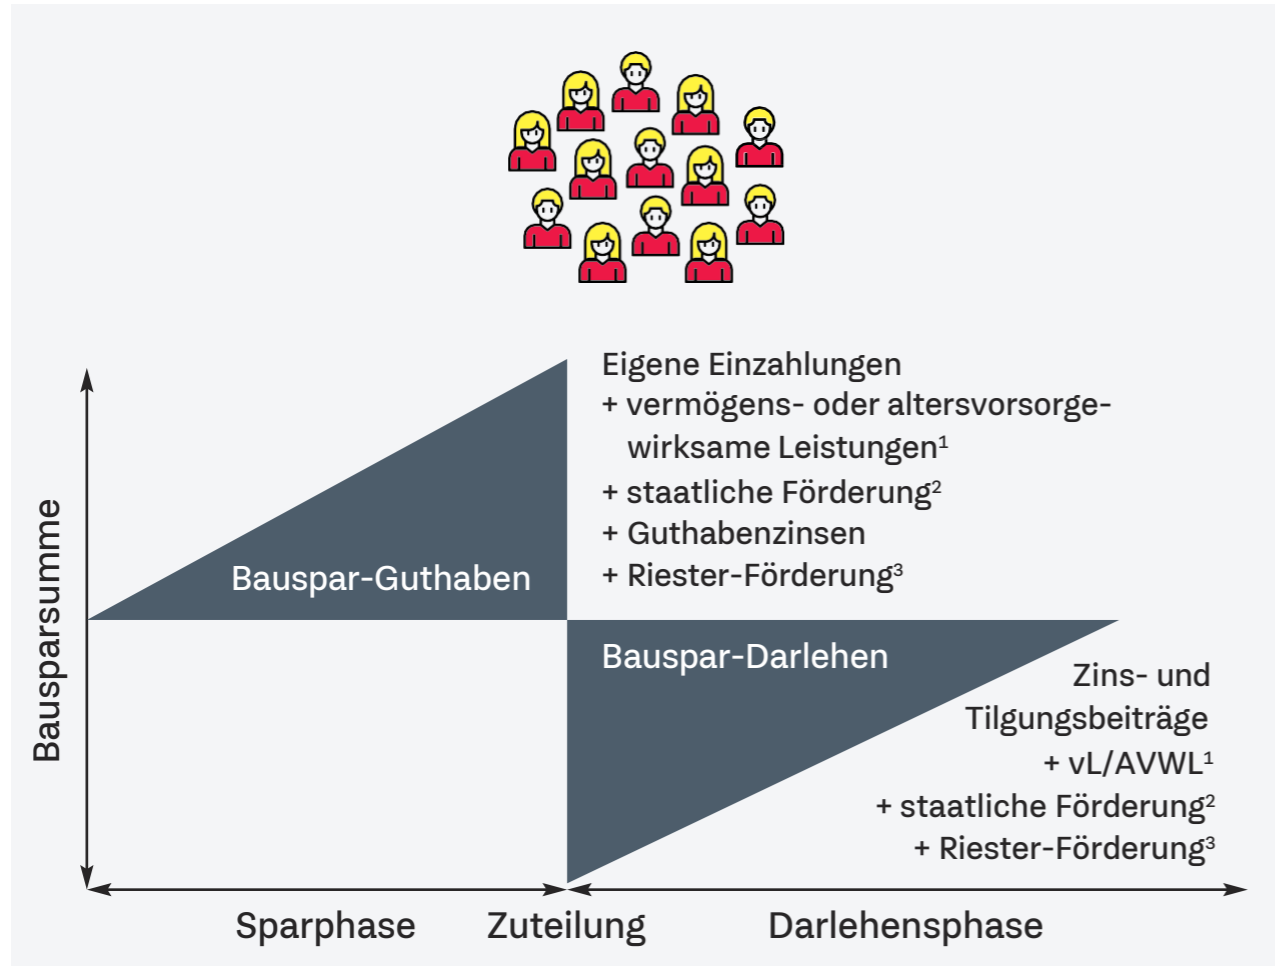 Eigene Einzahlungen
+ vermögens- oder altersvorsorge-
wirksame Leistungen¹
+ staatliche Förderung²
+ Guthabenzinsen
+ Riester-Förderung³
Bauspar-Guthaben
Bausparsumme
Bauspar-Darlehen
Zins- und
Tilgungsbeiträge
+ vL/AVWL¹
+ staatliche Förderung²
+ Riester-Förderung³
Sparphase
Zuteilung
Darlehensphase